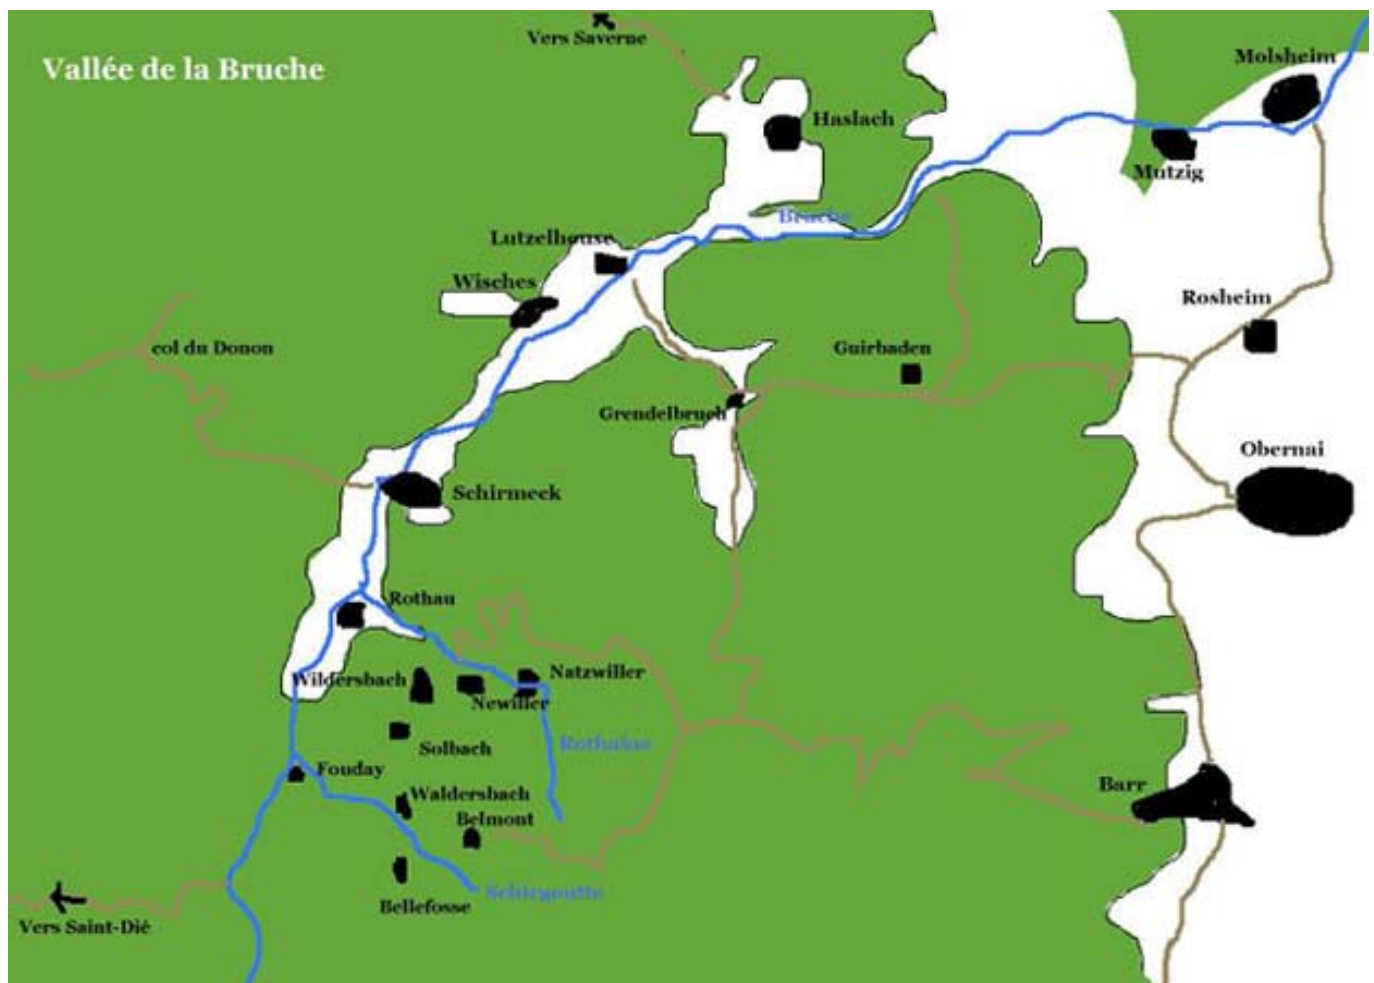 Vers Saverne
Molsheim
Vallée de la Bruche
Haslach
Mutzig
Bruche
Lutzelhouse
Wisches
Rosheim
col du Donon
Guirbaden
Grendelbruch
Obernai
Schirmeck
Rothau
Wildersbach
Natzwiller
Newiller
Solbach
Rothaine
Fouday
Waldersbach
Barr
Belmont
Schirgoutte
Bellefosse
Vers Saint-Dié